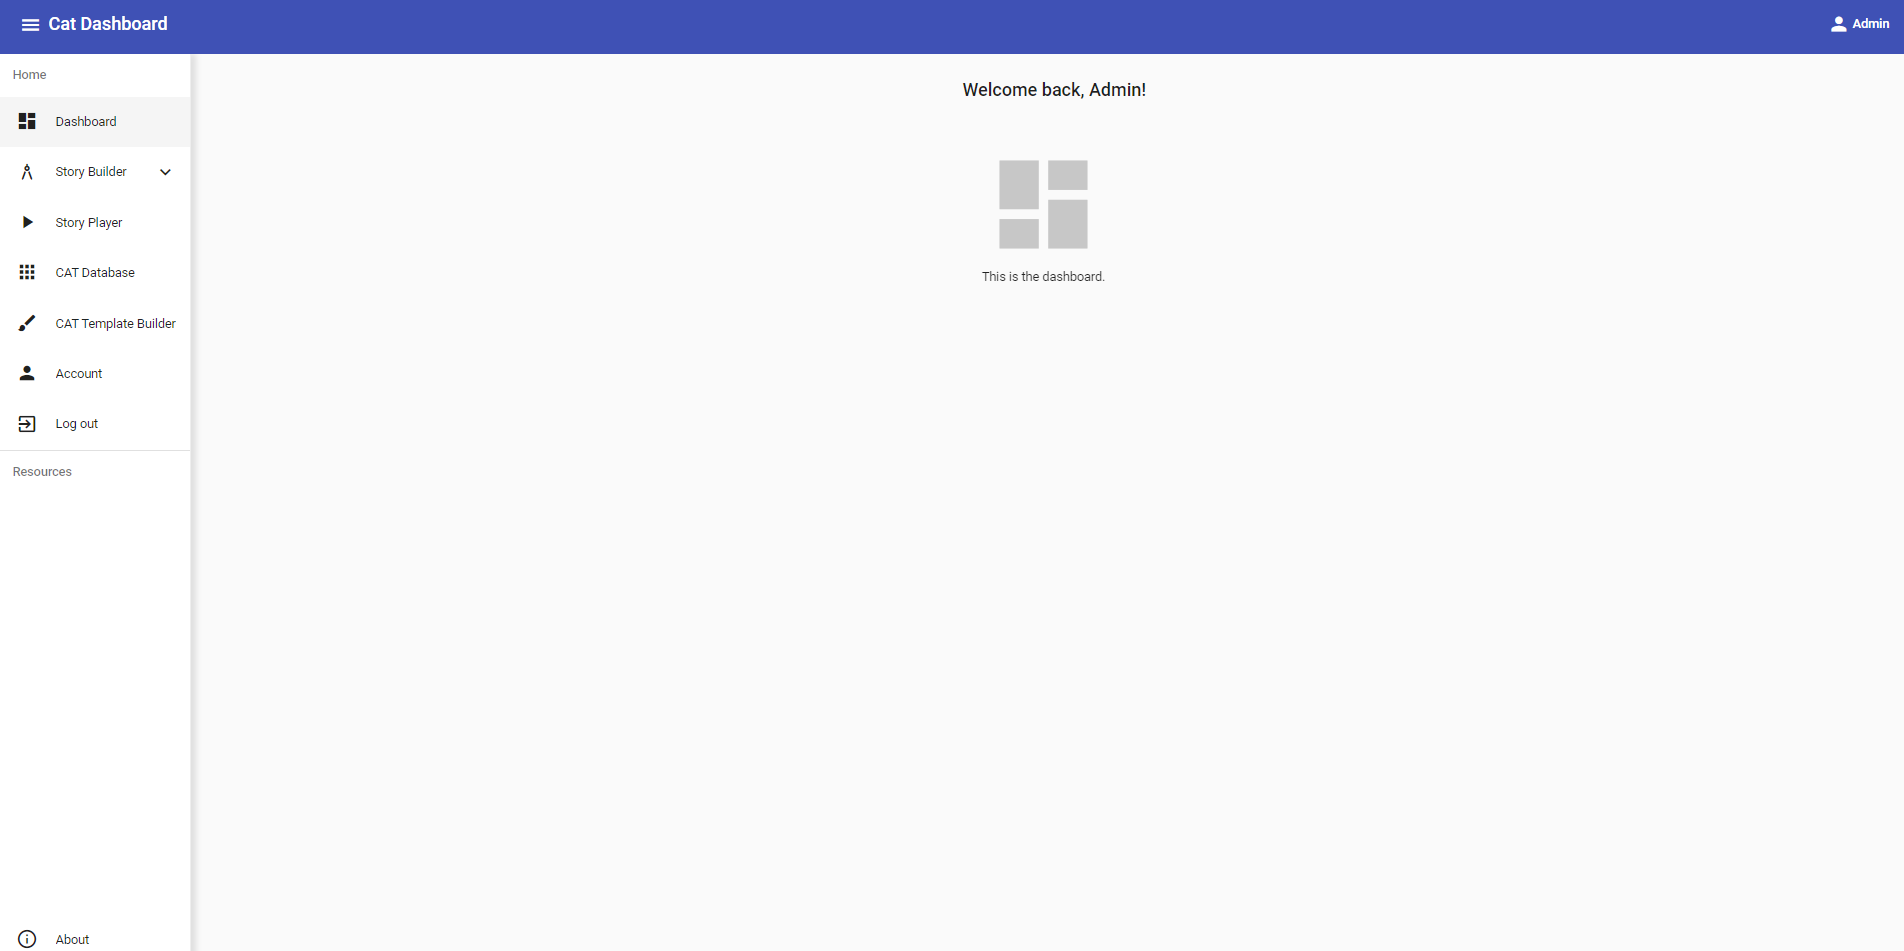 Cat Dashboard
Admin
Home
Dashboard
Story Builder
Story Player
CAT Database
CAT Template Builder
Account
Log out
Resources
About
Welcome back, Admin!
This is the dashboard.